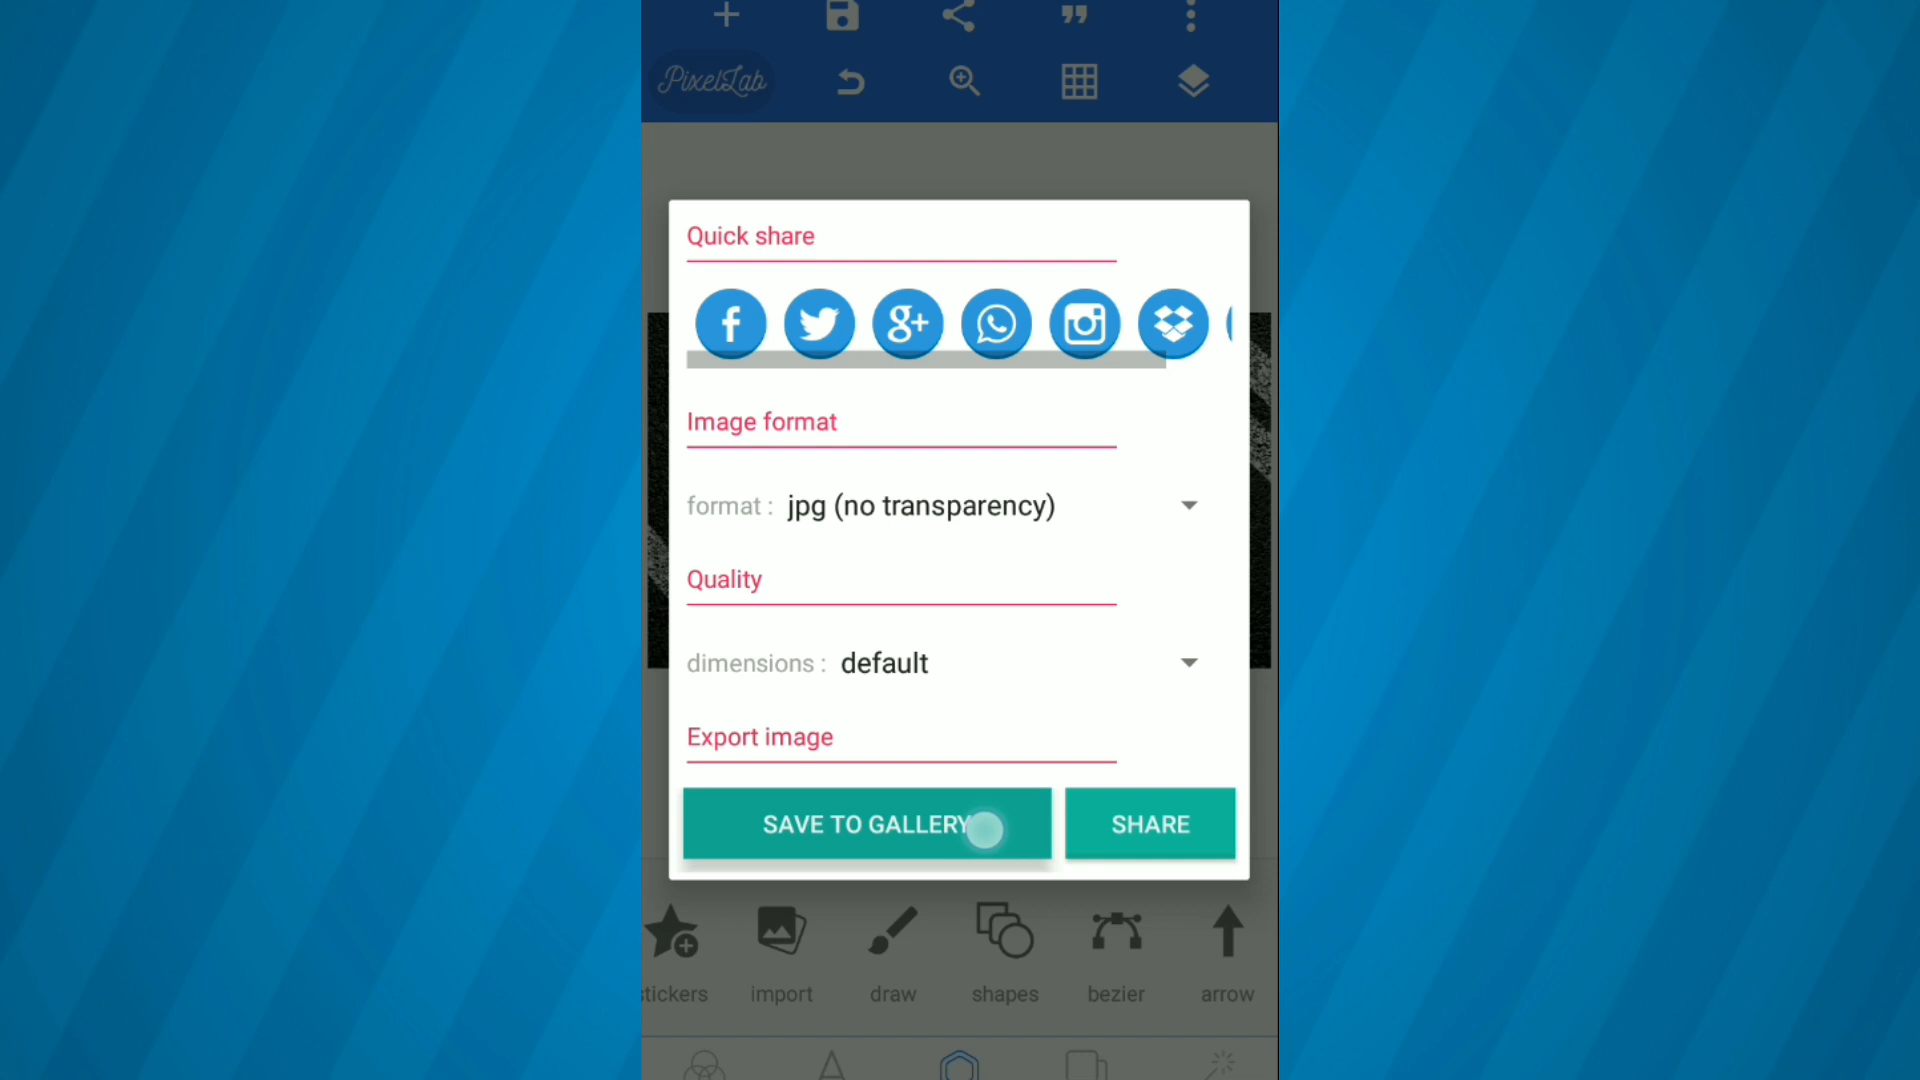 PixelLab
Quick share
Image format
format : jpg (no transparency)
Quality
dimensions : default
Export image
SAVE TO GALLERY SHARE
tickers import draw shapes bezier arrow